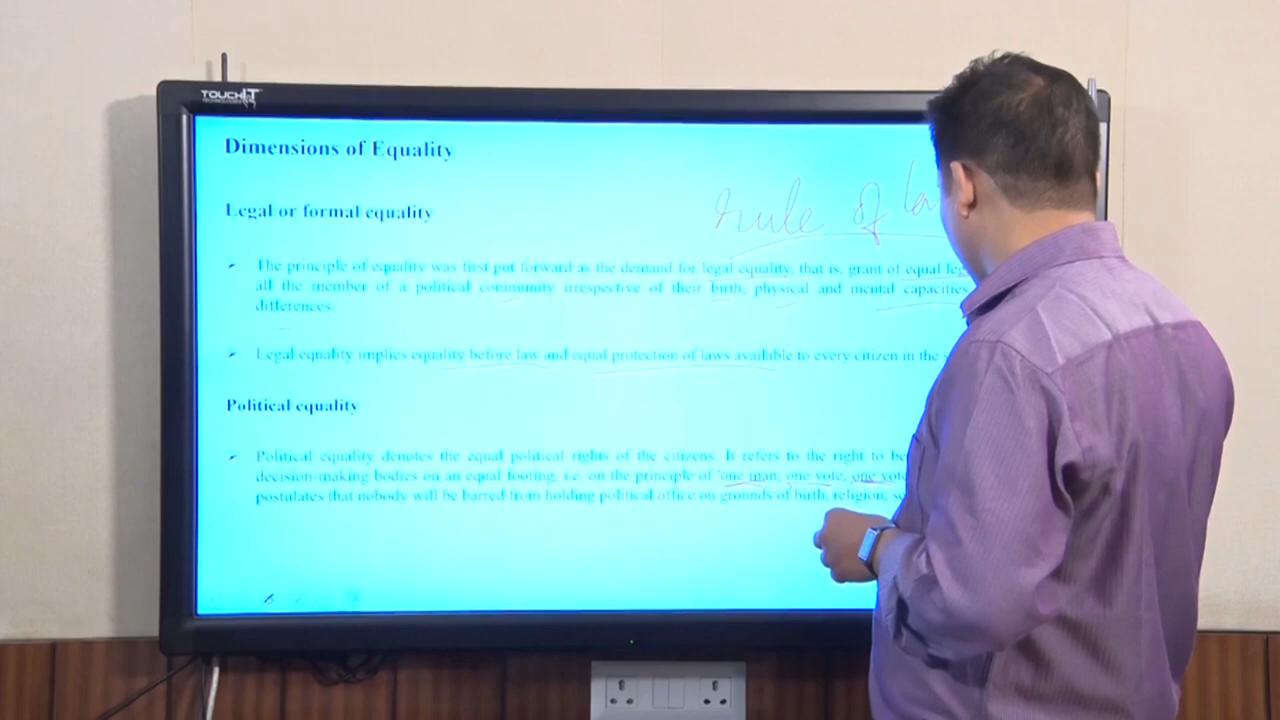 TOUCHIT
TECHNOLOGIES
Dimensions of Equality
rule of la
Legal or formal equality
The principle of equality was first put forward as the demand for legal equality, that is, grant of equal leg
all the member of a political community irrespective of their birth, physical and mental capacities
differences
Legal equality implies equality before law and equal protection of laws available to every citizen in the s
Political equality
Political equality denotes the equal political rights of the citizens. It refers to the right to be
decision-making bodies on an equal footing, i.e. on the principle of 'one man, one vote, one vote
postulates that nobody will be barred from holding political office on grounds of birth, religion, se